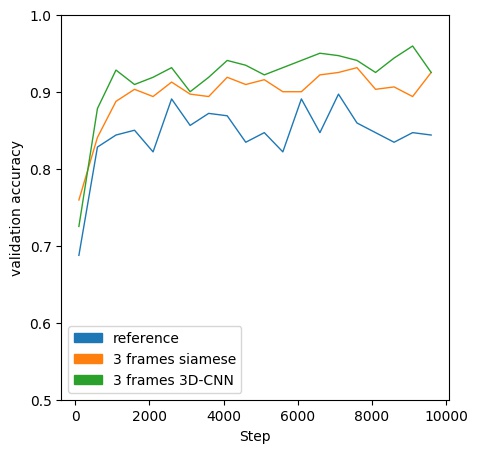 1.0
0.9
0.8
0.7
0.6
0.5
validation accuracy
reference
3 frames siamese
3 frames 3D-CNN
0 2000 4000 6000 8000 10000
Step